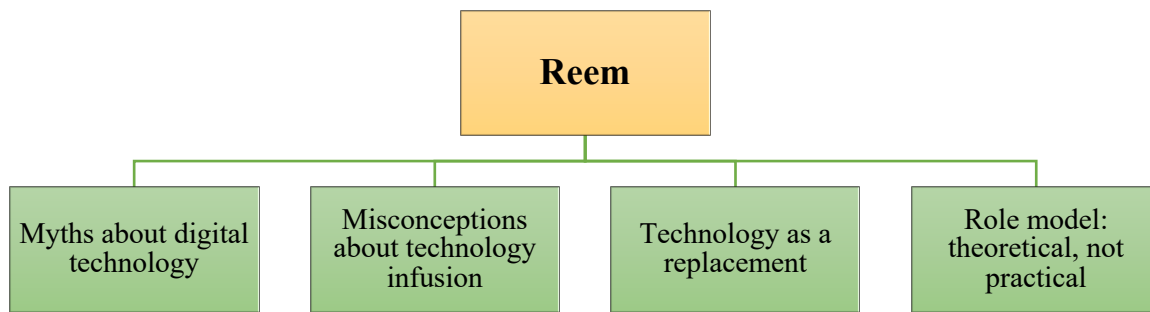 Reem
Myths about digital
technology
Misconceptions
about technology
infusion
Technology as a
replacement
Role model:
theoretical, not
practical